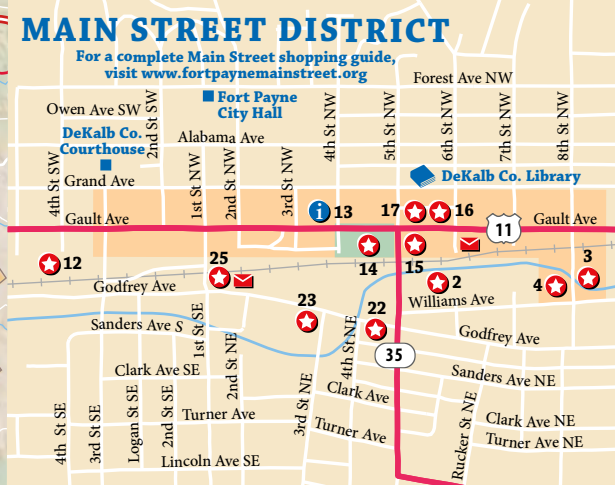 MAIN STREET DISTRICT
For a complete Main Street shopping guide,
visit www.fortpaynemainstreet.org
Forest Ave NW
Owen Ave SW
2nd St SW
Fort Payne
City Hall
4th St NW
5th St NW
6th St NW
7th St NW
8th St NW
DeKalb Co.
Courthouse
Alabama Ave
4th St SW
Grand Ave
1st St NW
2nd St NW
3rd St NW
DeKalb Co. Library
i
13
17
16
Gault Ave
11
Gault Ave
12
25
14
15
3
Godfrey Ave
2
4
23
22
Williams Ave
Sanders Ave S
1st St SE
2nd St NE
4th St NE
35
Godfrey Ave
Clark Ave SE
Sanders Ave NE
4th St SE
3rd St SE
Logan St SE
2nd St SE
Turner Ave
3rd St NE
Clark Ave
Turner Ave
Rucker St NE
Clark Ave NE
Turner Ave NE
Lincoln Ave SE